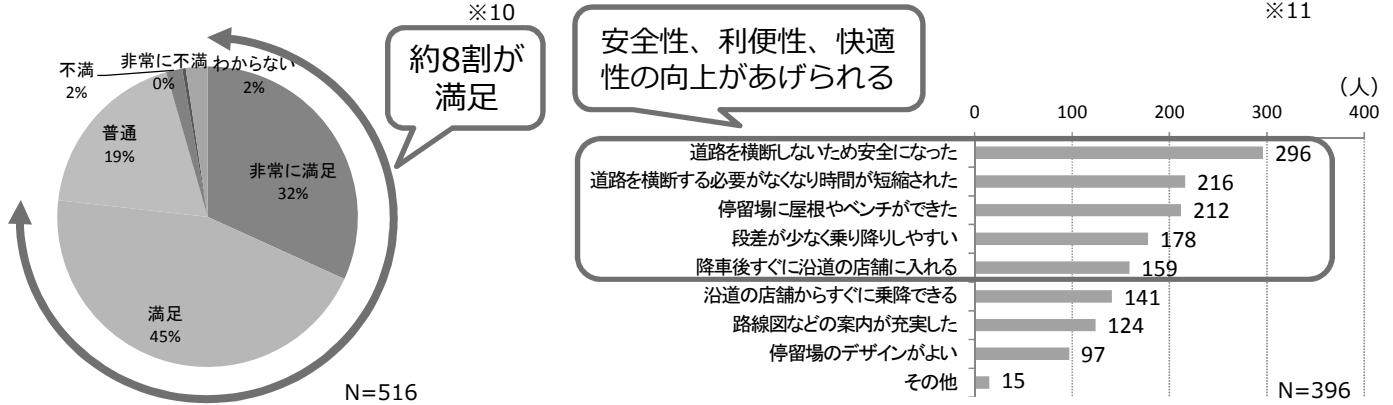 ※10
約8割が
満足
不満
2%
非常に不満
0%
わからない
2%
普通
19%
非常に満足
32%
満足
45%
N=516
※11
安全性、利便性、快適
性の向上があげられる
(人)
0 100 200 300 400
道路を横断しないため安全になった 296
道路を横断する必要がなくなり時間が短縮された 216
停留場に屋根やベンチができた 212
段差が少なく乗り降りしやすい 178
降車後すぐに沿道の店舗に入れる 159
沿道の店舗からすぐに乗降できる 141
路線図などの案内が充実した 124
停留場のデザインがよい 97
その他 15
N=396